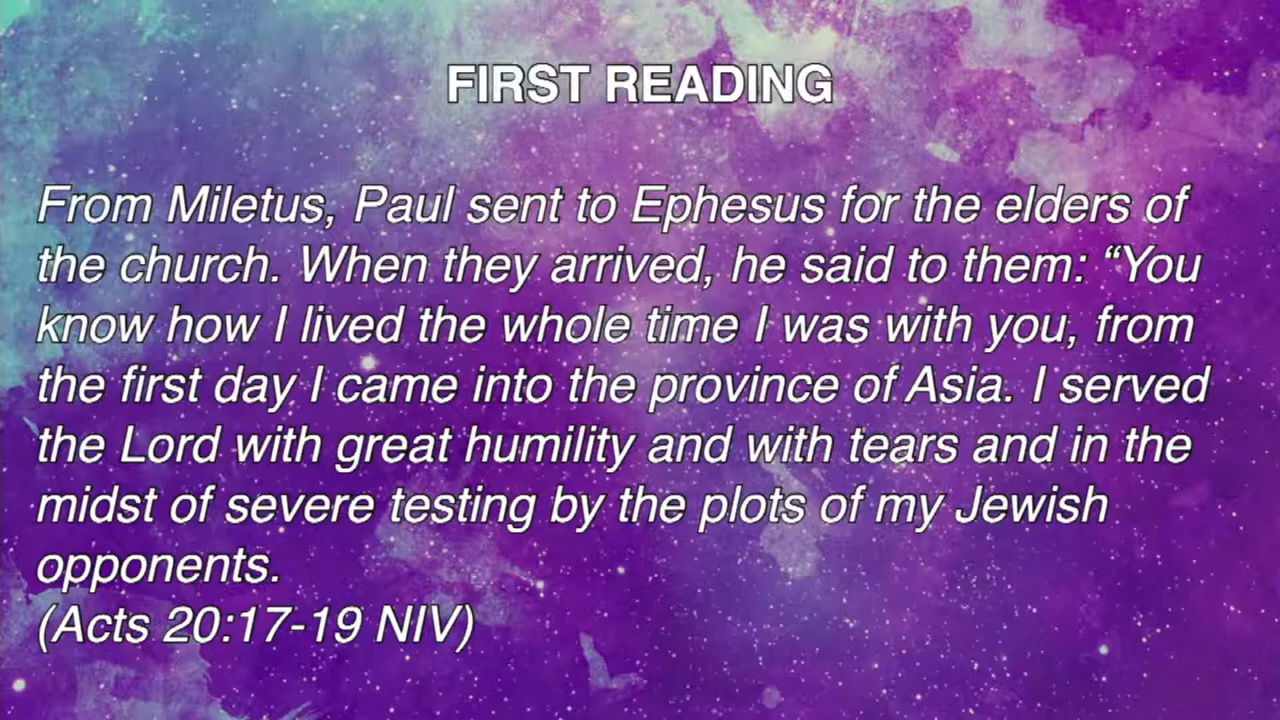 FIRST READING
From Miletus, Paul sent to Ephesus for the elders of
the church. When they arrived, he said to them: “You
know how I lived the whole time I was with you, from
the first day I came into the province of Asia. I served
the Lord with great humility and with tears and in the
midst of severe testing by the plots of my Jewish
opponents.
(Acts 20:17-19 NIV)